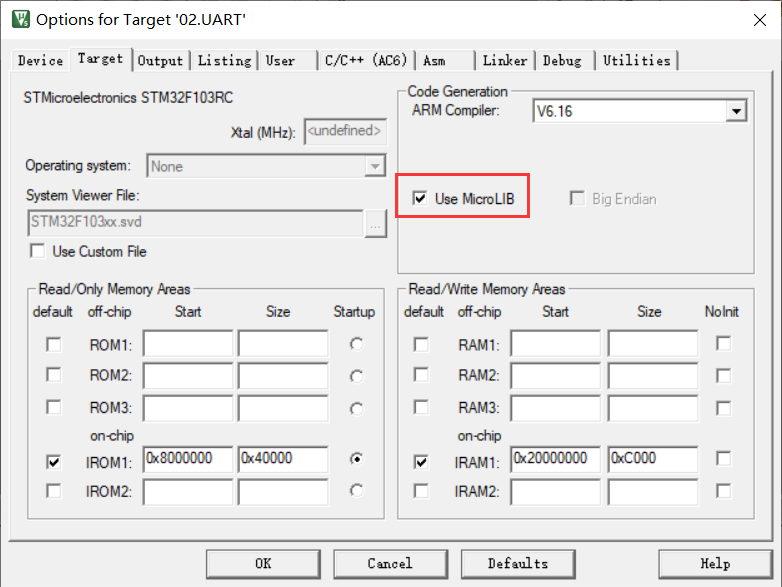 Options for Target '02.UART'
Device Target Output Listing User C/C++ (AC6) Asm Linker Debug Utilities
STMicroelectronics STM32F103RC
Xtal (MHz): <undefined>
Operating system: None
System Viewer File:
STM32F103xx.svd
...
Use Custom File
Code Generation
ARM Compiler: V6.16
Use MicroLIB
Big Endian
Read/Only Memory Areas
default off-chip Start Size Startup
ROM1:
ROM2:
ROM3:
on-chip
IROM1: 0x8000000 0x40000
IROM2:
Read/Write Memory Areas
default off-chip Start Size NoInit
RAM1:
RAM2:
RAM3:
on-chip
IRAM1: 0x20000000 0xC000
IRAM2:
OK Cancel Defaults Help